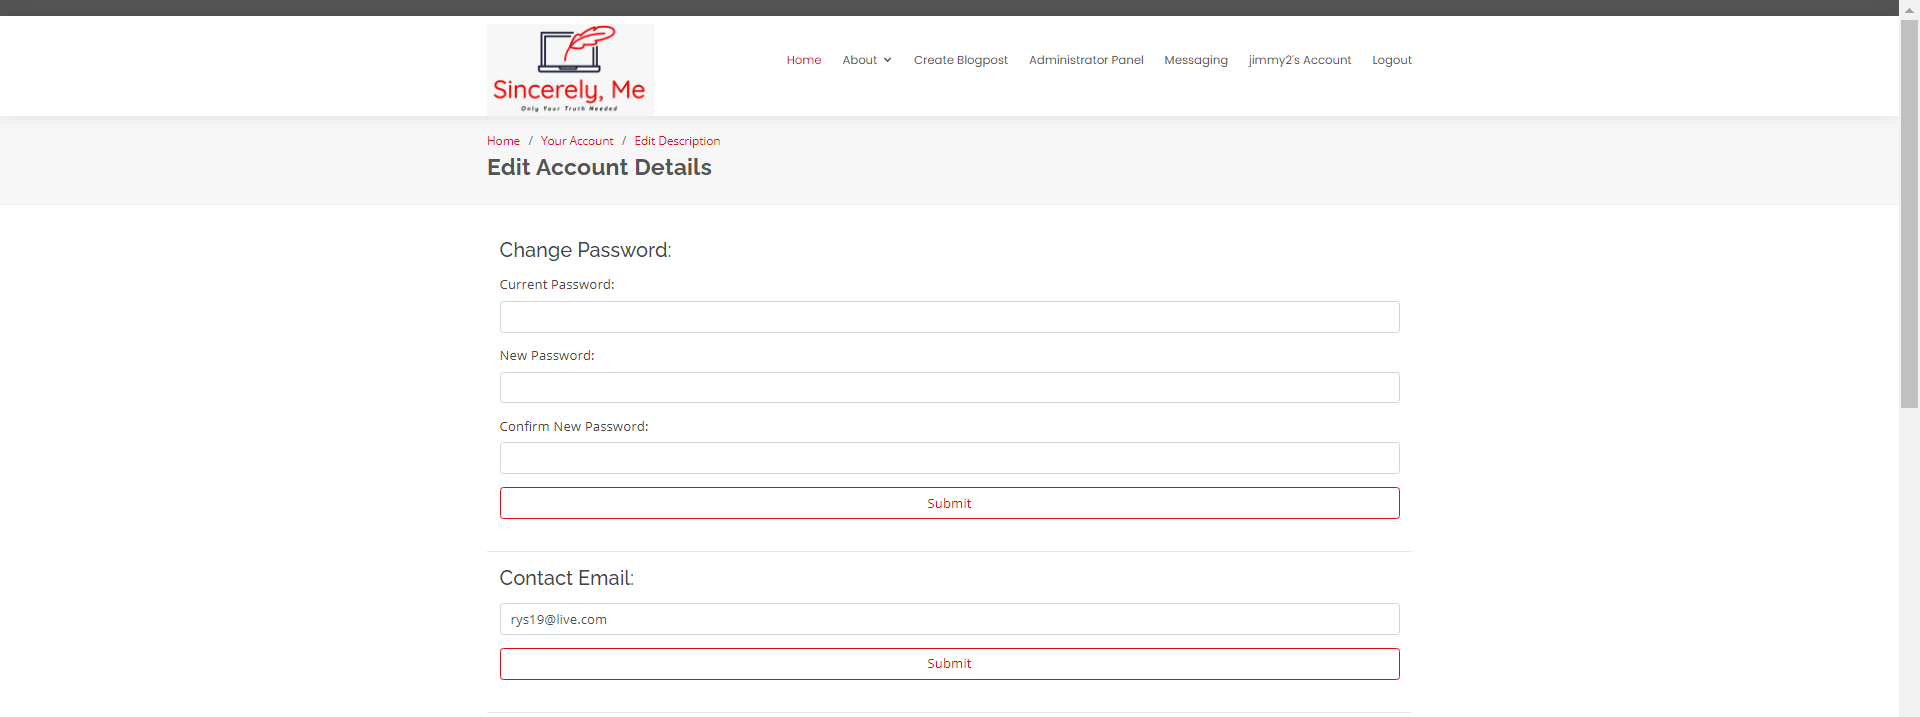 Sincerely, Me
Only Your Truth Needed
Home About Create Blogpost Administrator Panel Messaging jimmy2's Account Logout
Home / Your Account / Edit Description
Edit Account Details
Change Password:
Current Password:
New Password:
Confirm New Password:
Submit
Contact Email:
rys19@live.com
Submit